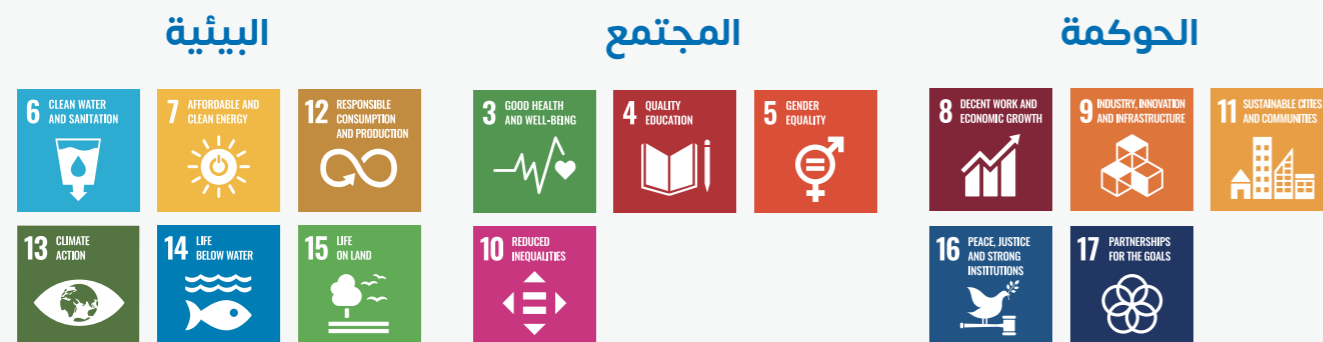 الحوكمة
المجتمع
البيئية
6 CLEAN WATER
AND SANITATION
7 AFFORDABLE AND
CLEAN ENERGY
12 RESPONSIBLE
CONSUMPTION
AND PRODUCTION
13 CLIMATE
ACTION
14 LIFE
BELOW WATER
15 LIFE
ON LAND
3 GOOD HEALTH
AND WELL-BEING
4 QUALITY
EDUCATION
5 GENDER
EQUALITY
10 REDUCED
INEQUALITIES
8 DECENT WORK AND
ECONOMIC GROWTH
9 INDUSTRY, INNOVATION
AND INFRASTRUCTURE
11 SUSTAINABLE CITIES
AND COMMUNITIES
16 PEACE, JUSTICE
AND STRONG
INSTITUTIONS
17 PARTNERSHIPS
FOR THE GOALS